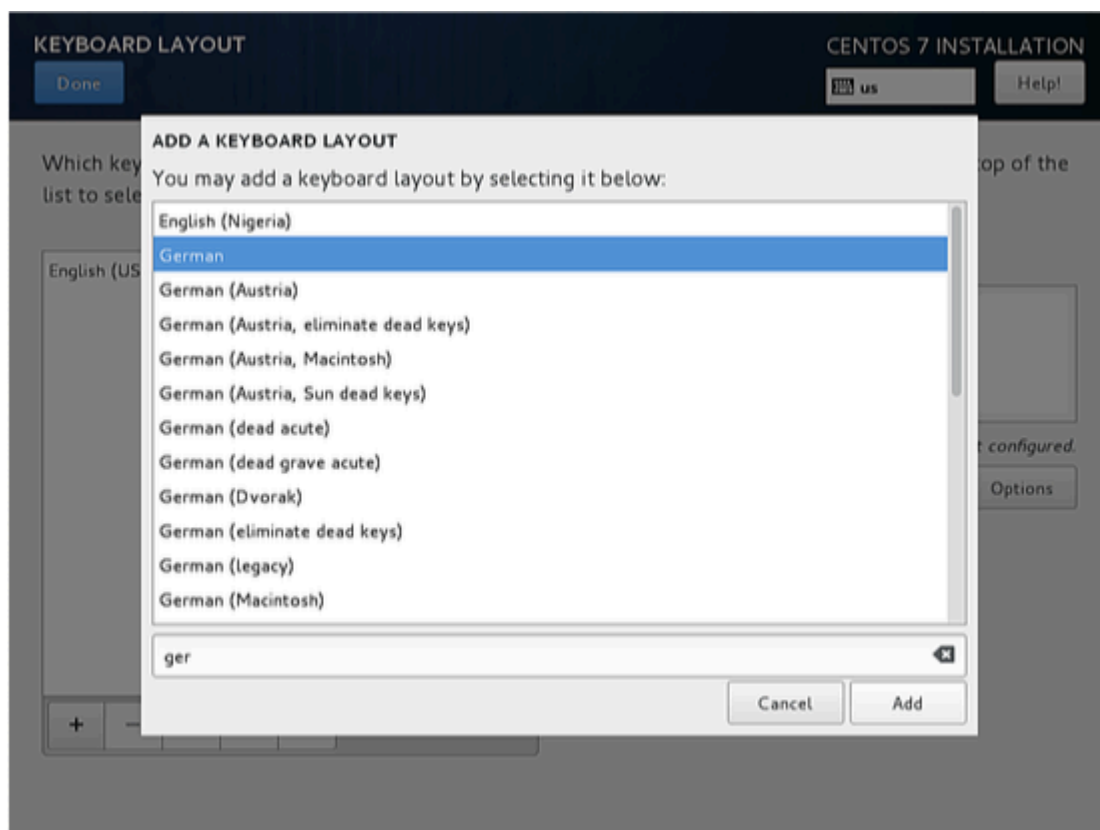 KEYBOARD LAYOUT
CENTOS 7 INSTALLATION
Done
us
Help!
ADD A KEYBOARD LAYOUT
Which key
top of the
You may add a keyboard layout by selecting it below:
list to sele
English (Nigeria)
German
English (US
German (Austria)
German (Austria, eliminate dead keys)
German (Austria, Macintosh)
German (Austria, Sun dead keys)
German (dead acute)
t configured.
German (dead grave acute)
Options
German (Dvorak)
German (eliminate dead keys)
German (legacy)
German (Macintosh)
ger
Cancel
Add
+
−